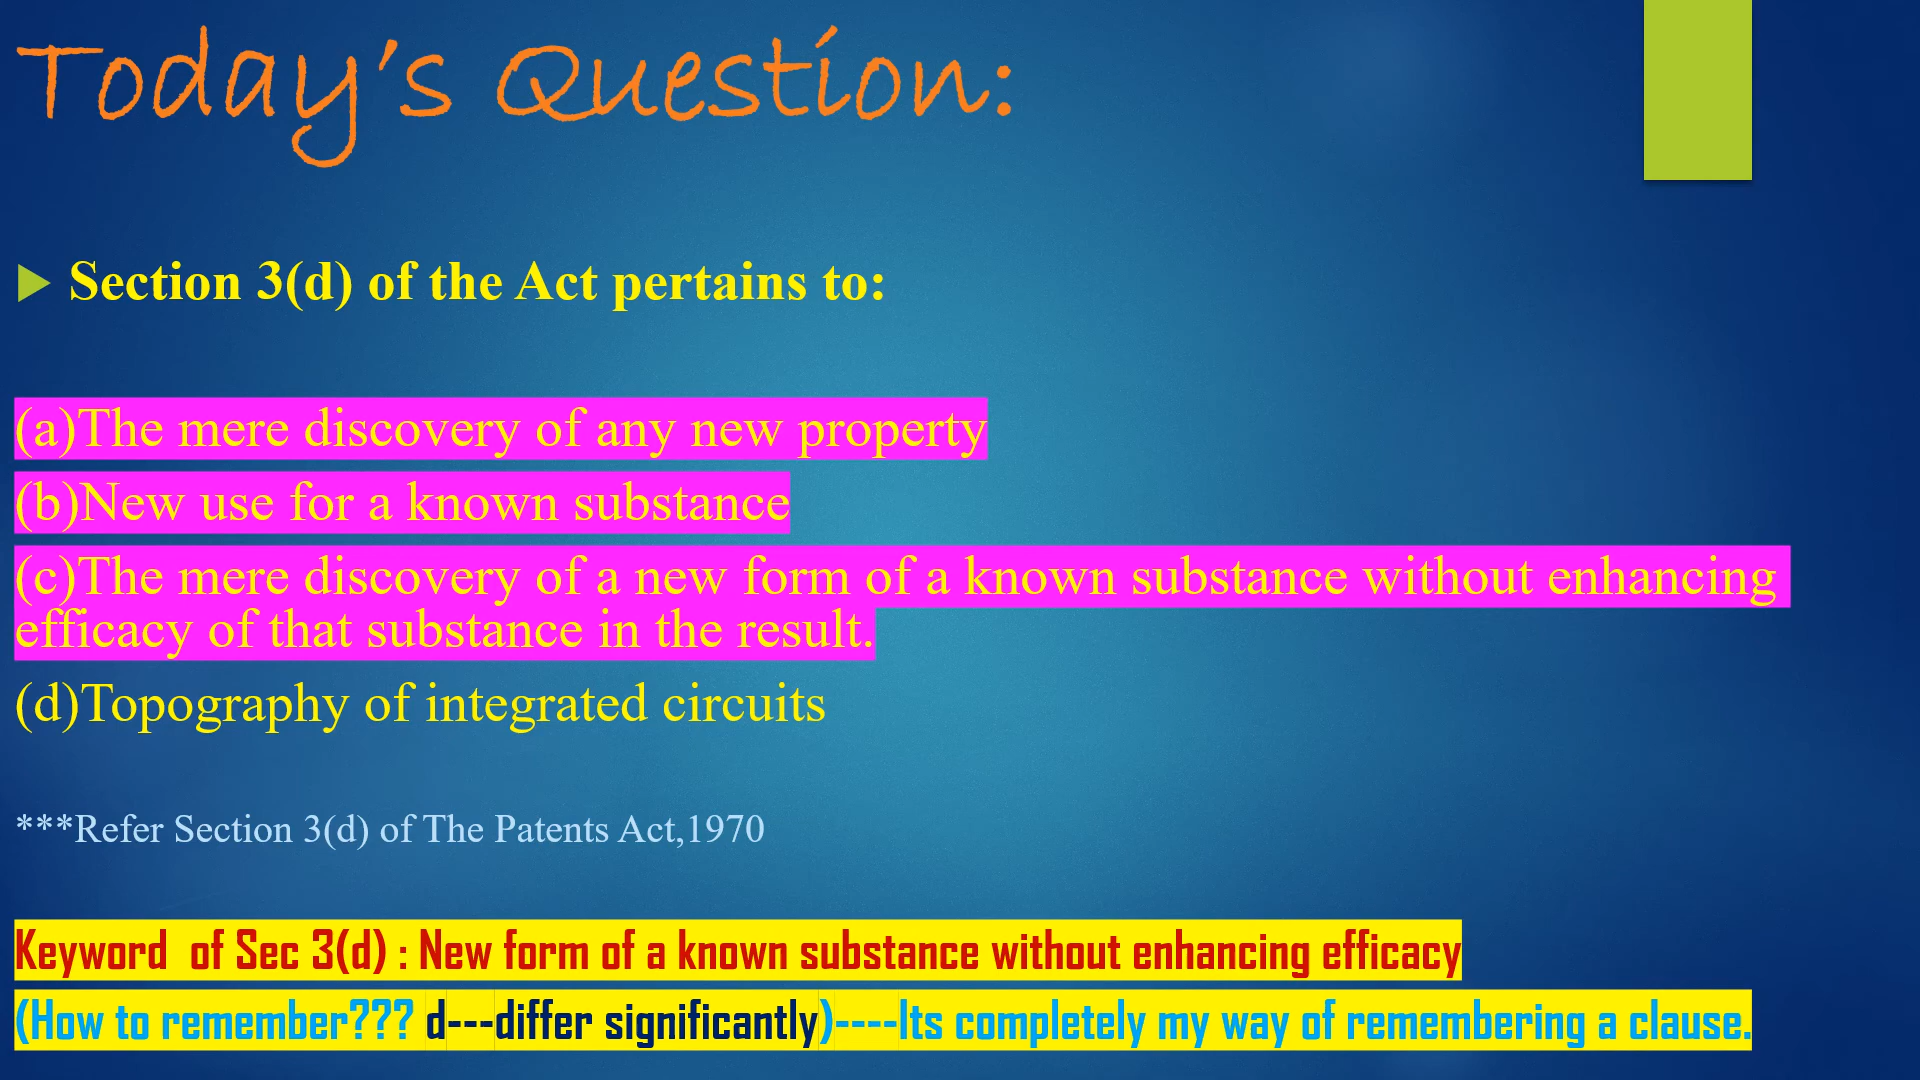 Today's Question:
Section 3(d) of the Act pertains to:
(a)The mere discovery of any new property
(b)New use for a known substance
(c)The mere discovery of a new form of a known substance without enhancing
efficacy of that substance in the result.
(d)Topography of integrated circuits
***Refer Section 3(d) of The Patents Act,1970
Keyword  of Sec 3(d) : New form of a known substance without enhancing efficacy
(How to remember??? d---differ significantly)----Its completely my way of remembering a clause.